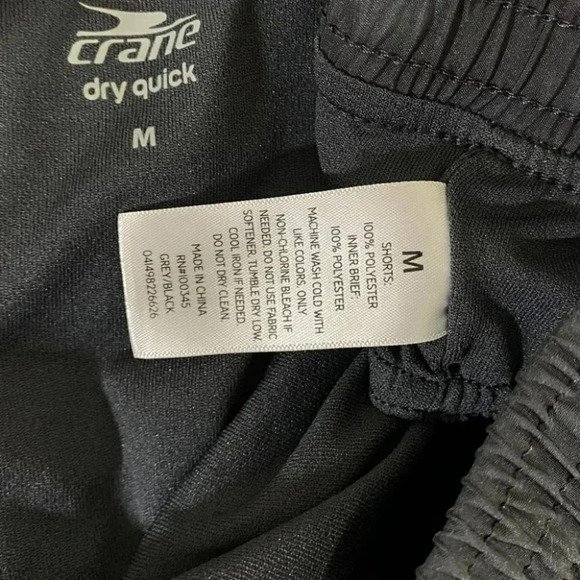 crane
dry quick
M
M
SHORTS:
100% POLYESTER
INNER BRIEF:
100% POLYESTER
MACHINE WASH COLD WITH
LIKE COLORS. ONLY
NON-CHLORINE BLEACH IF
NEEDED. DO NOT USE FABRIC
SOFTENER. TUMBLE DRY LOW.
COOL IRON IF NEEDED.
DO NOT DRY CLEAN.
MADE IN CHINA
RN#100545
GREY/BLACK
041498226626